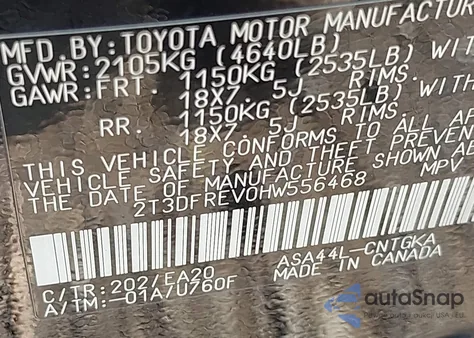 MFD. BY: TOYOTA MOTOR MANUFACTUR
GVWR: 2105KG (4640LB)
GAWR: FRT. 1150KG (2535LB) WIT
18X7.5J RIMS.
RR. 1150KG (2535LB) WITH
18X7.5J RIMS.
THIS VEHICLE CONFORMS TO ALL AP
VEHICLE SAFETY AND THEFT PREVEN
THE DATE OF MANUFACTURE SHOWN AB
2T3DFREV0HW556468 MPV
ASA44L-CNTGKA
C/TR: 202/EA20 MADE IN CANADA
A/TM: -01A/U760F
autoSnap